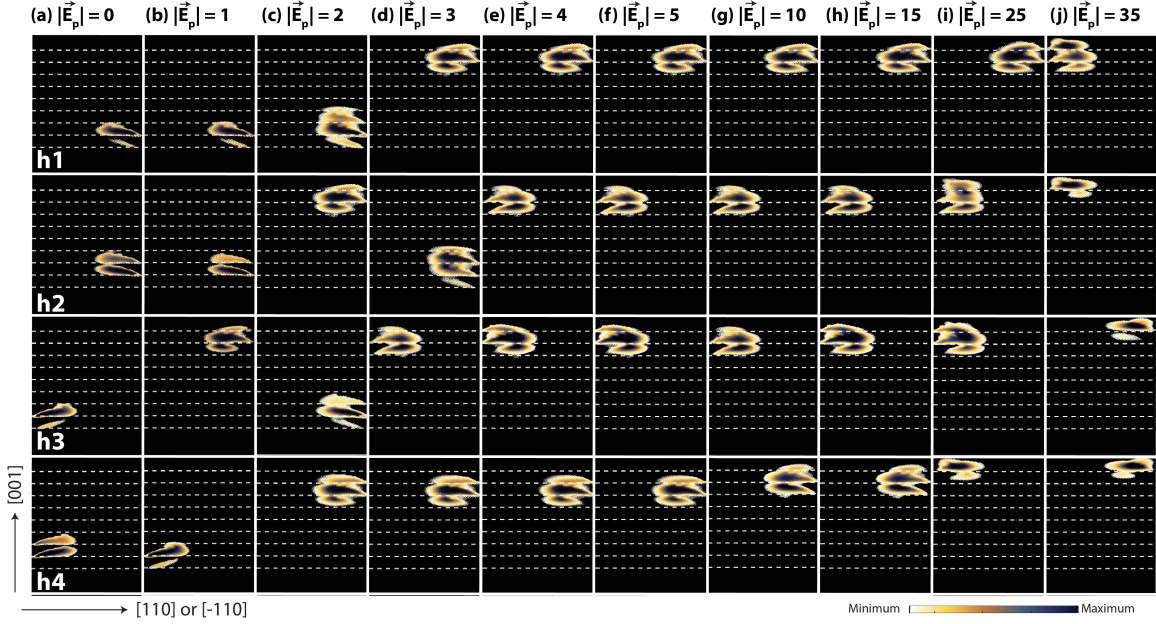 (a) |E⃗p| = 0 (b) |E⃗p| = 1 (c) |E⃗p| = 2 (d) |E⃗p| = 3 (e) |E⃗p| = 4 (f) |E⃗p| = 5 (g) |E⃗p| = 10 (h) |E⃗p| = 15 (i) |E⃗p| = 25 (j) |E⃗p| = 35
h1
h2
h3
h4
[001]
[110] or [-110]
Minimum Maximum